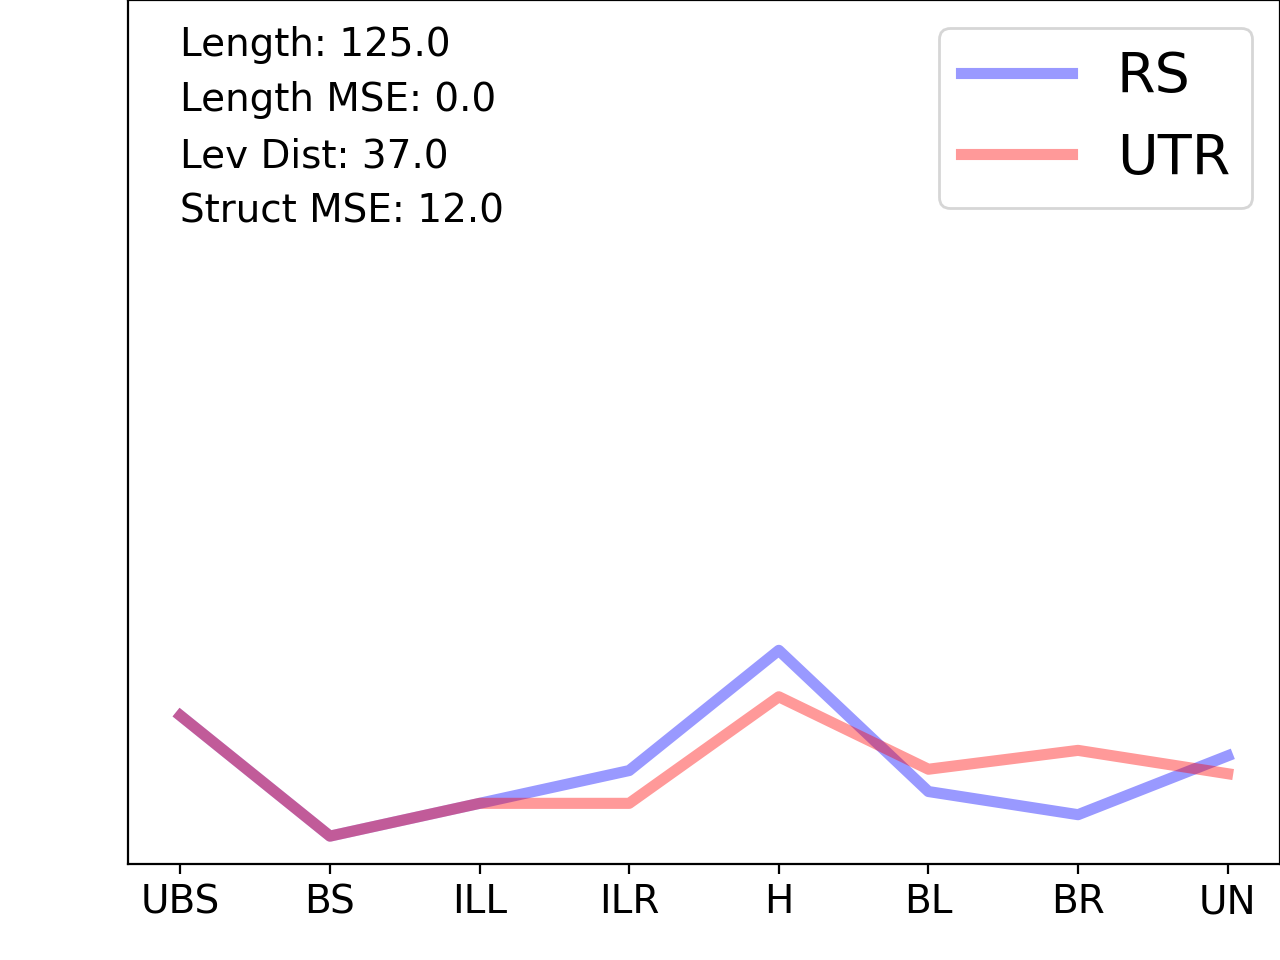 Length: 125.0
Length MSE: 0.0
Lev Dist: 37.0
Struct MSE: 12.0
RS
UTR
UBS BS ILL ILR H BL BR UN